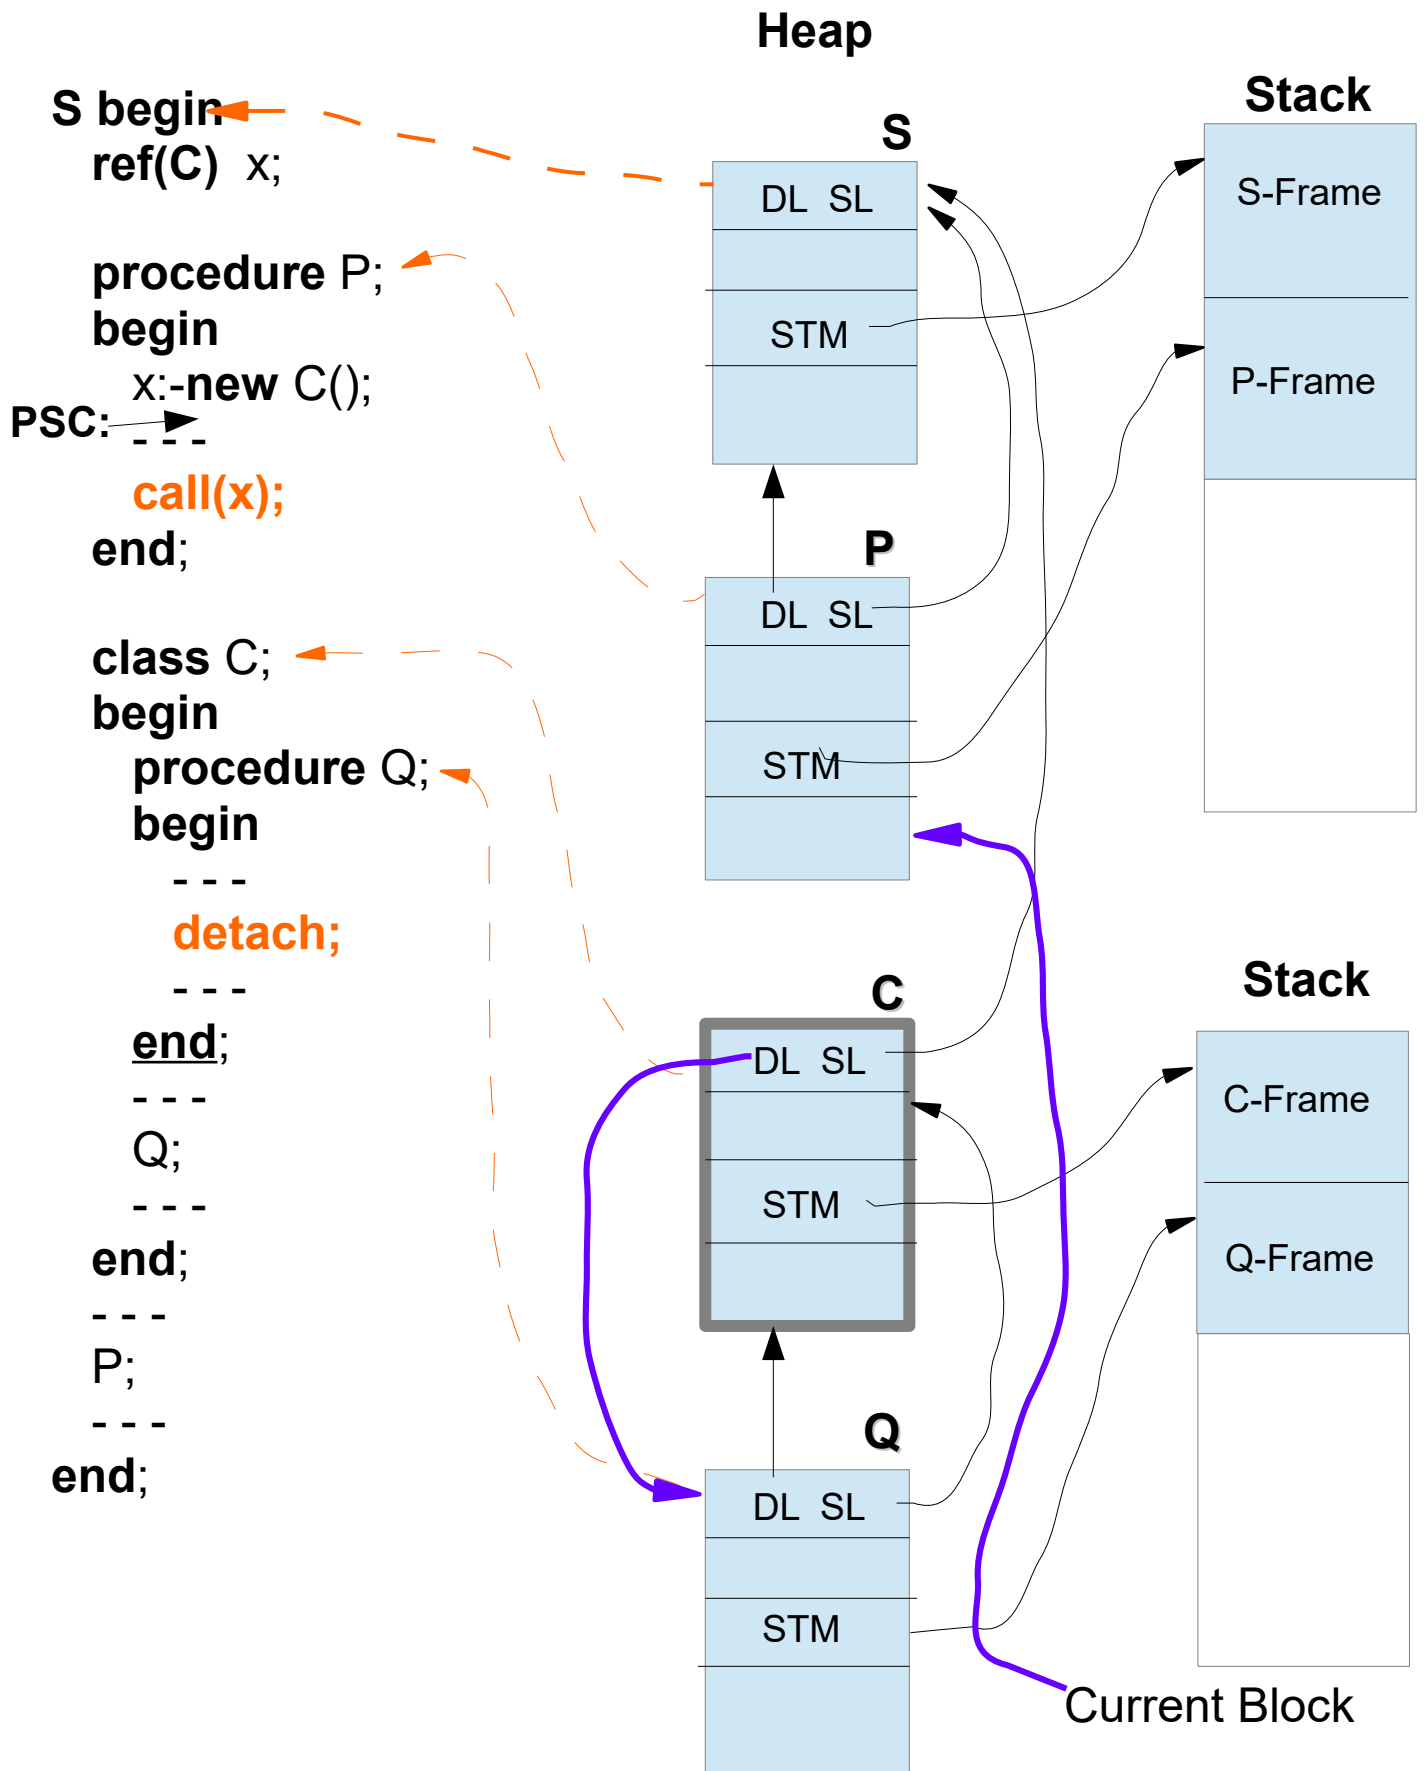 Heap
S begin
ref(C) x;
procedure P;
begin
x:-new C();
PSC:
- - -
call(x);
end;
class C;
begin
procedure Q;
begin
- - -
detach;
- - -
end;
- - -
Q;
- - -
end;
- - -
P;
- - -
end;
S
DL SL
STM
P
DL SL
STM
C
DL SL
STM
Q
DL SL
STM
Stack
S-Frame
P-Frame
Stack
C-Frame
Q-Frame
Current Block